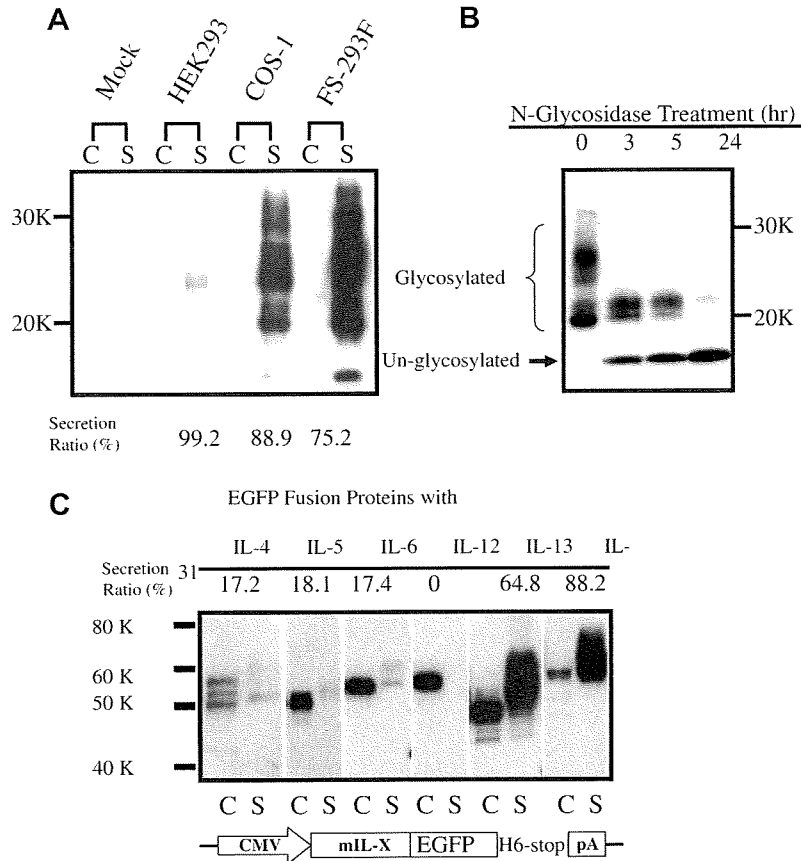 A
Mock HEK293 COS-1 FS-293F
C S C S C S C S
30K
20K
Secretion Ratio (%) 99.2 88.9 75.2
B
N-Glycosidase Treatment (hr)
0 3 5 24
30K
Glycosylated
20K
Un-glycosylated
C
EGFP Fusion Proteins with
IL-4 IL-5 IL-6 IL-12 IL-13 IL-
31
Secretion Ratio (%) 17.2 18.1 17.4 0 64.8 88.2
80 K
60 K
50 K
40 K
C S C S C S C S C S C S
CMV mIL-X EGFP H6-stop pA